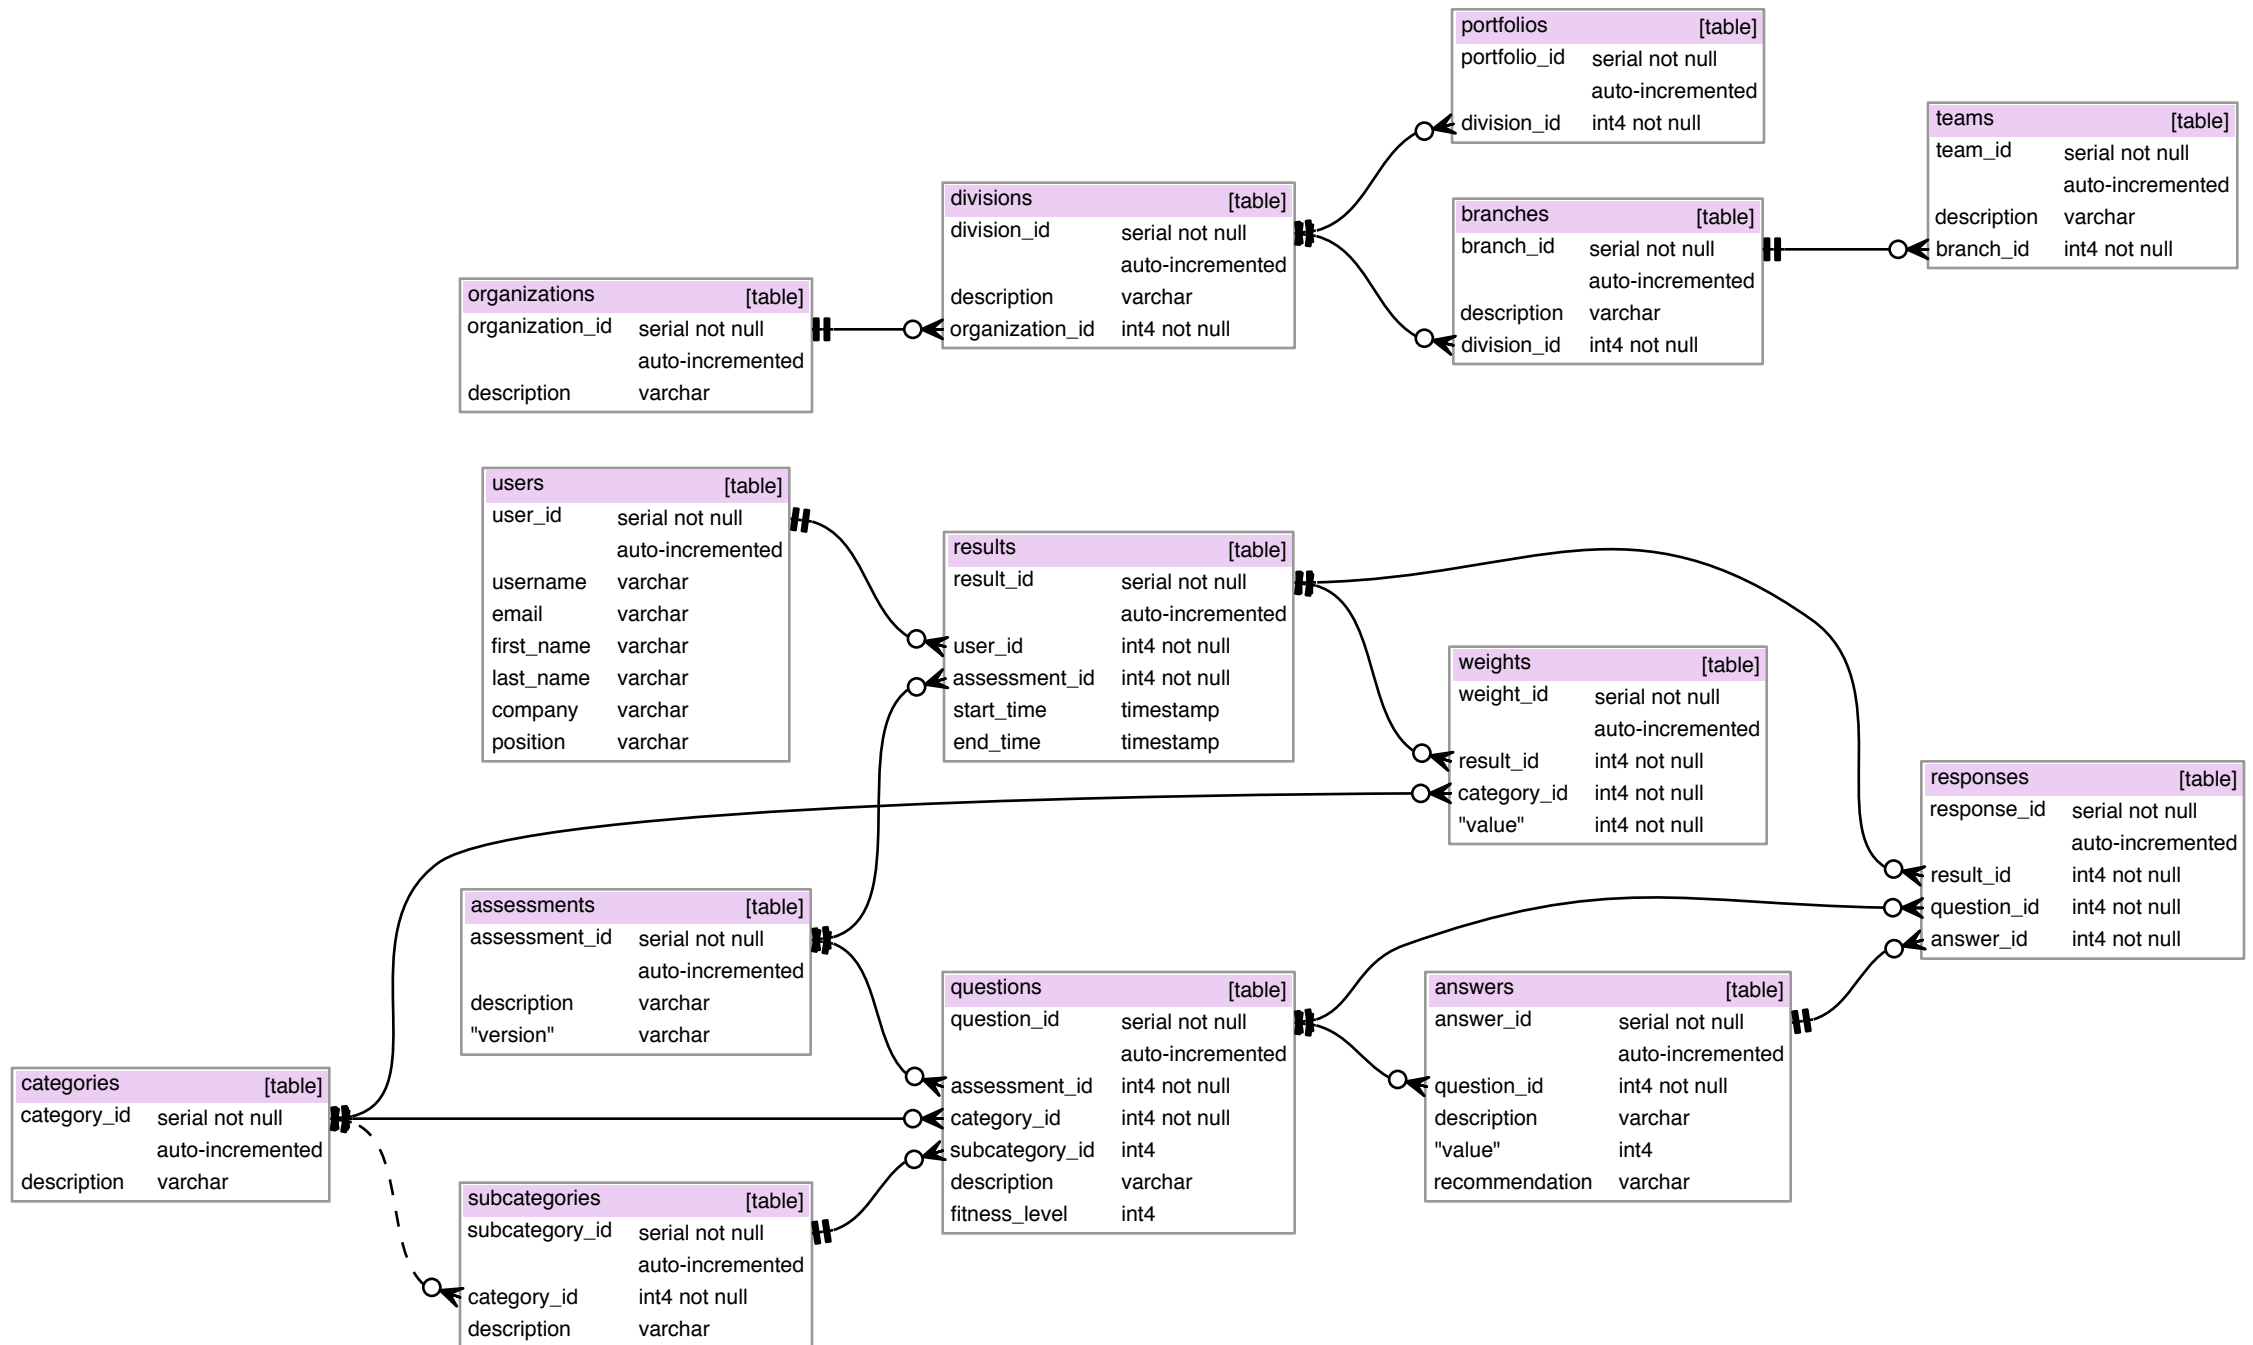 portfolios [table]
portfolio_id serial not null
auto-incremented
division_id int4 not null
teams [table]
team_id serial not null
auto-incremented
description varchar
branch_id int4 not null
divisions [table]
division_id serial not null
auto-incremented
description varchar
organization_id int4 not null
branches [table]
branch_id serial not null
auto-incremented
description varchar
division_id int4 not null
organizations [table]
organization_id serial not null
auto-incremented
description varchar
users [table]
user_id serial not null
auto-incremented
username varchar
email varchar
first_name varchar
last_name varchar
company varchar
position varchar
results [table]
result_id serial not null
auto-incremented
user_id int4 not null
assessment_id int4 not null
start_time timestamp
end_time timestamp
weights [table]
weight_id serial not null
auto-incremented
result_id int4 not null
category_id int4 not null
"value" int4 not null
responses [table]
response_id serial not null
auto-incremented
result_id int4 not null
question_id int4 not null
answer_id int4 not null
assessments [table]
assessment_id serial not null
auto-incremented
description varchar
"version" varchar
questions [table]
question_id serial not null
auto-incremented
assessment_id int4 not null
category_id int4 not null
subcategory_id int4
description varchar
fitness_level int4
answers [table]
answer_id serial not null
auto-incremented
question_id int4 not null
description varchar
"value" int4
recommendation varchar
categories [table]
category_id serial not null
auto-incremented
description varchar
subcategories [table]
subcategory_id serial not null
auto-incremented
category_id int4 not null
description varchar